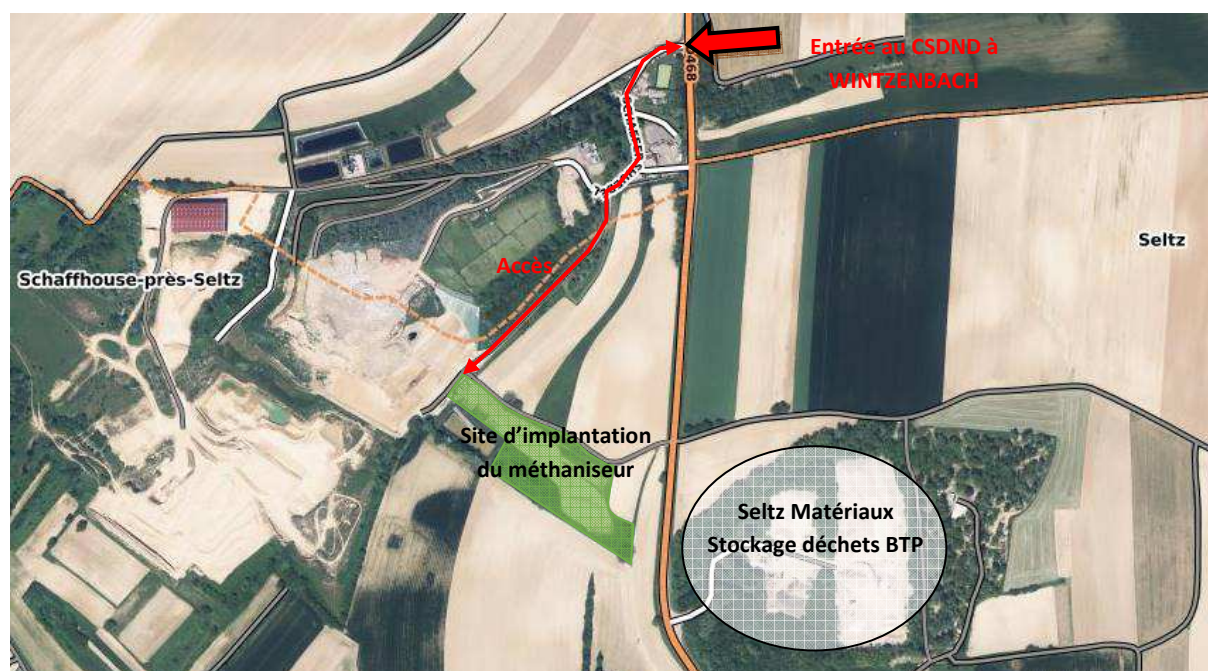 Entrée au CSDND à
WINTZENBACH
D468
Seltz
Schaffhouse-près-Seltz
Accès
Site d'implantation
du méthaniseur
Seltz Matériaux
Stockage déchets BTP